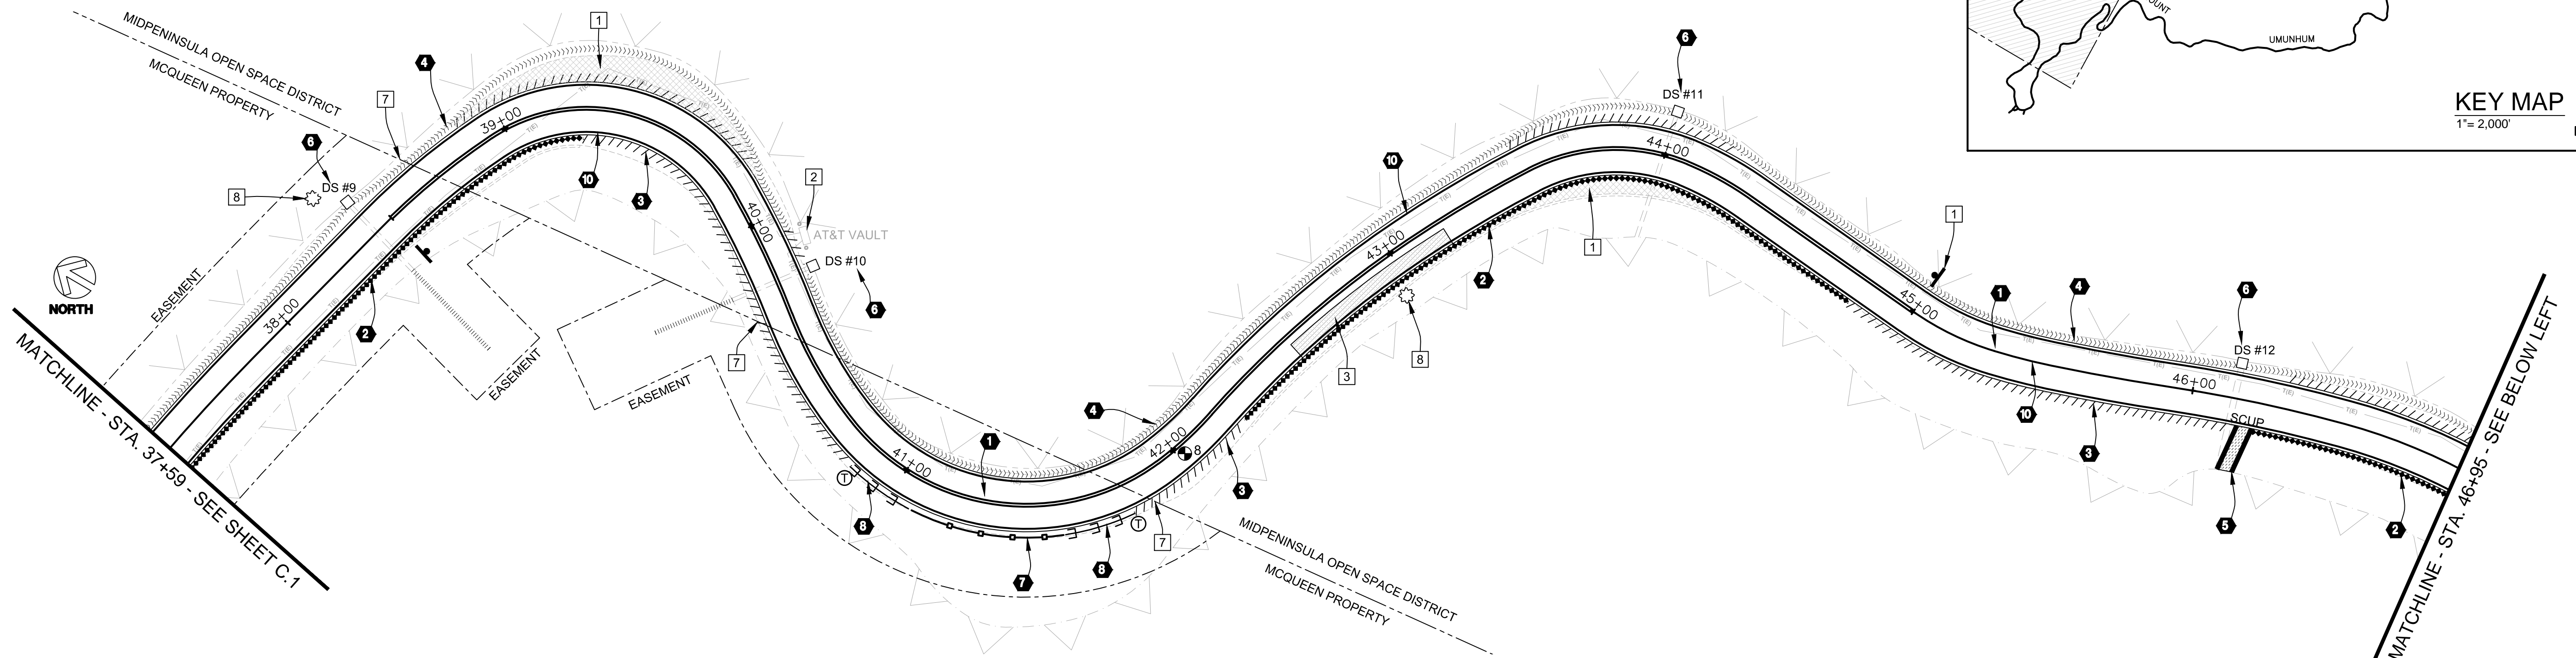 MIDPENINSULA OPEN SPACE DISTRICT
MCQUEEN PROPERTY
1
4
7
6
DS #9
8
39+00
10
3
2
AT&T VAULT
40+00
DS #10
6
NORTH
EASEMENT
38+00
2
EASEMENT
EASEMENT
7
MATCHLINE - STA. 37+59 - SEE SHEET C.1
41+00
1
T
8
7
8
T
7
4
42+00
8
3
MIDPENINSULA OPEN SPACE DISTRICT
MCQUEEN PROPERTY
10
43+00
3
8
2
6
DS #11
44+00
1
1
45+00
1
4
6
DS #12
46+00
10
3
SCUP
5
2
MATCHLINE - STA. 46+95 - SEE BELOW LEFT
UMUNHUM
KEY MAP
1"= 2,000'
T(E)
T(E)
T(E)
T(E)
T(E)
T(E)
T(E)